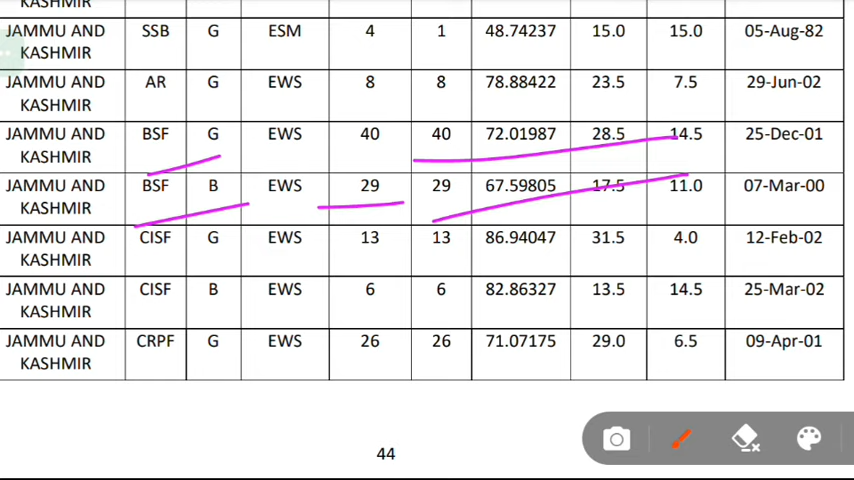 KASHMIR
JAMMU AND KASHMIR SSB G ESM 4 1 48.74237 15.0 15.0 05-Aug-82
JAMMU AND KASHMIR AR G EWS 8 8 78.88422 23.5 7.5 29-Jun-02
JAMMU AND KASHMIR BSF G EWS 40 40 72.01987 28.5 14.5 25-Dec-01
JAMMU AND KASHMIR BSF B EWS 29 29 67.59805 17.5 11.0 07-Mar-00
JAMMU AND KASHMIR CISF G EWS 13 13 86.94047 31.5 4.0 12-Feb-02
JAMMU AND KASHMIR CISF B EWS 6 6 82.86327 13.5 14.5 25-Mar-02
JAMMU AND KASHMIR CRPF G EWS 26 26 71.07175 29.0 6.5 09-Apr-01
44